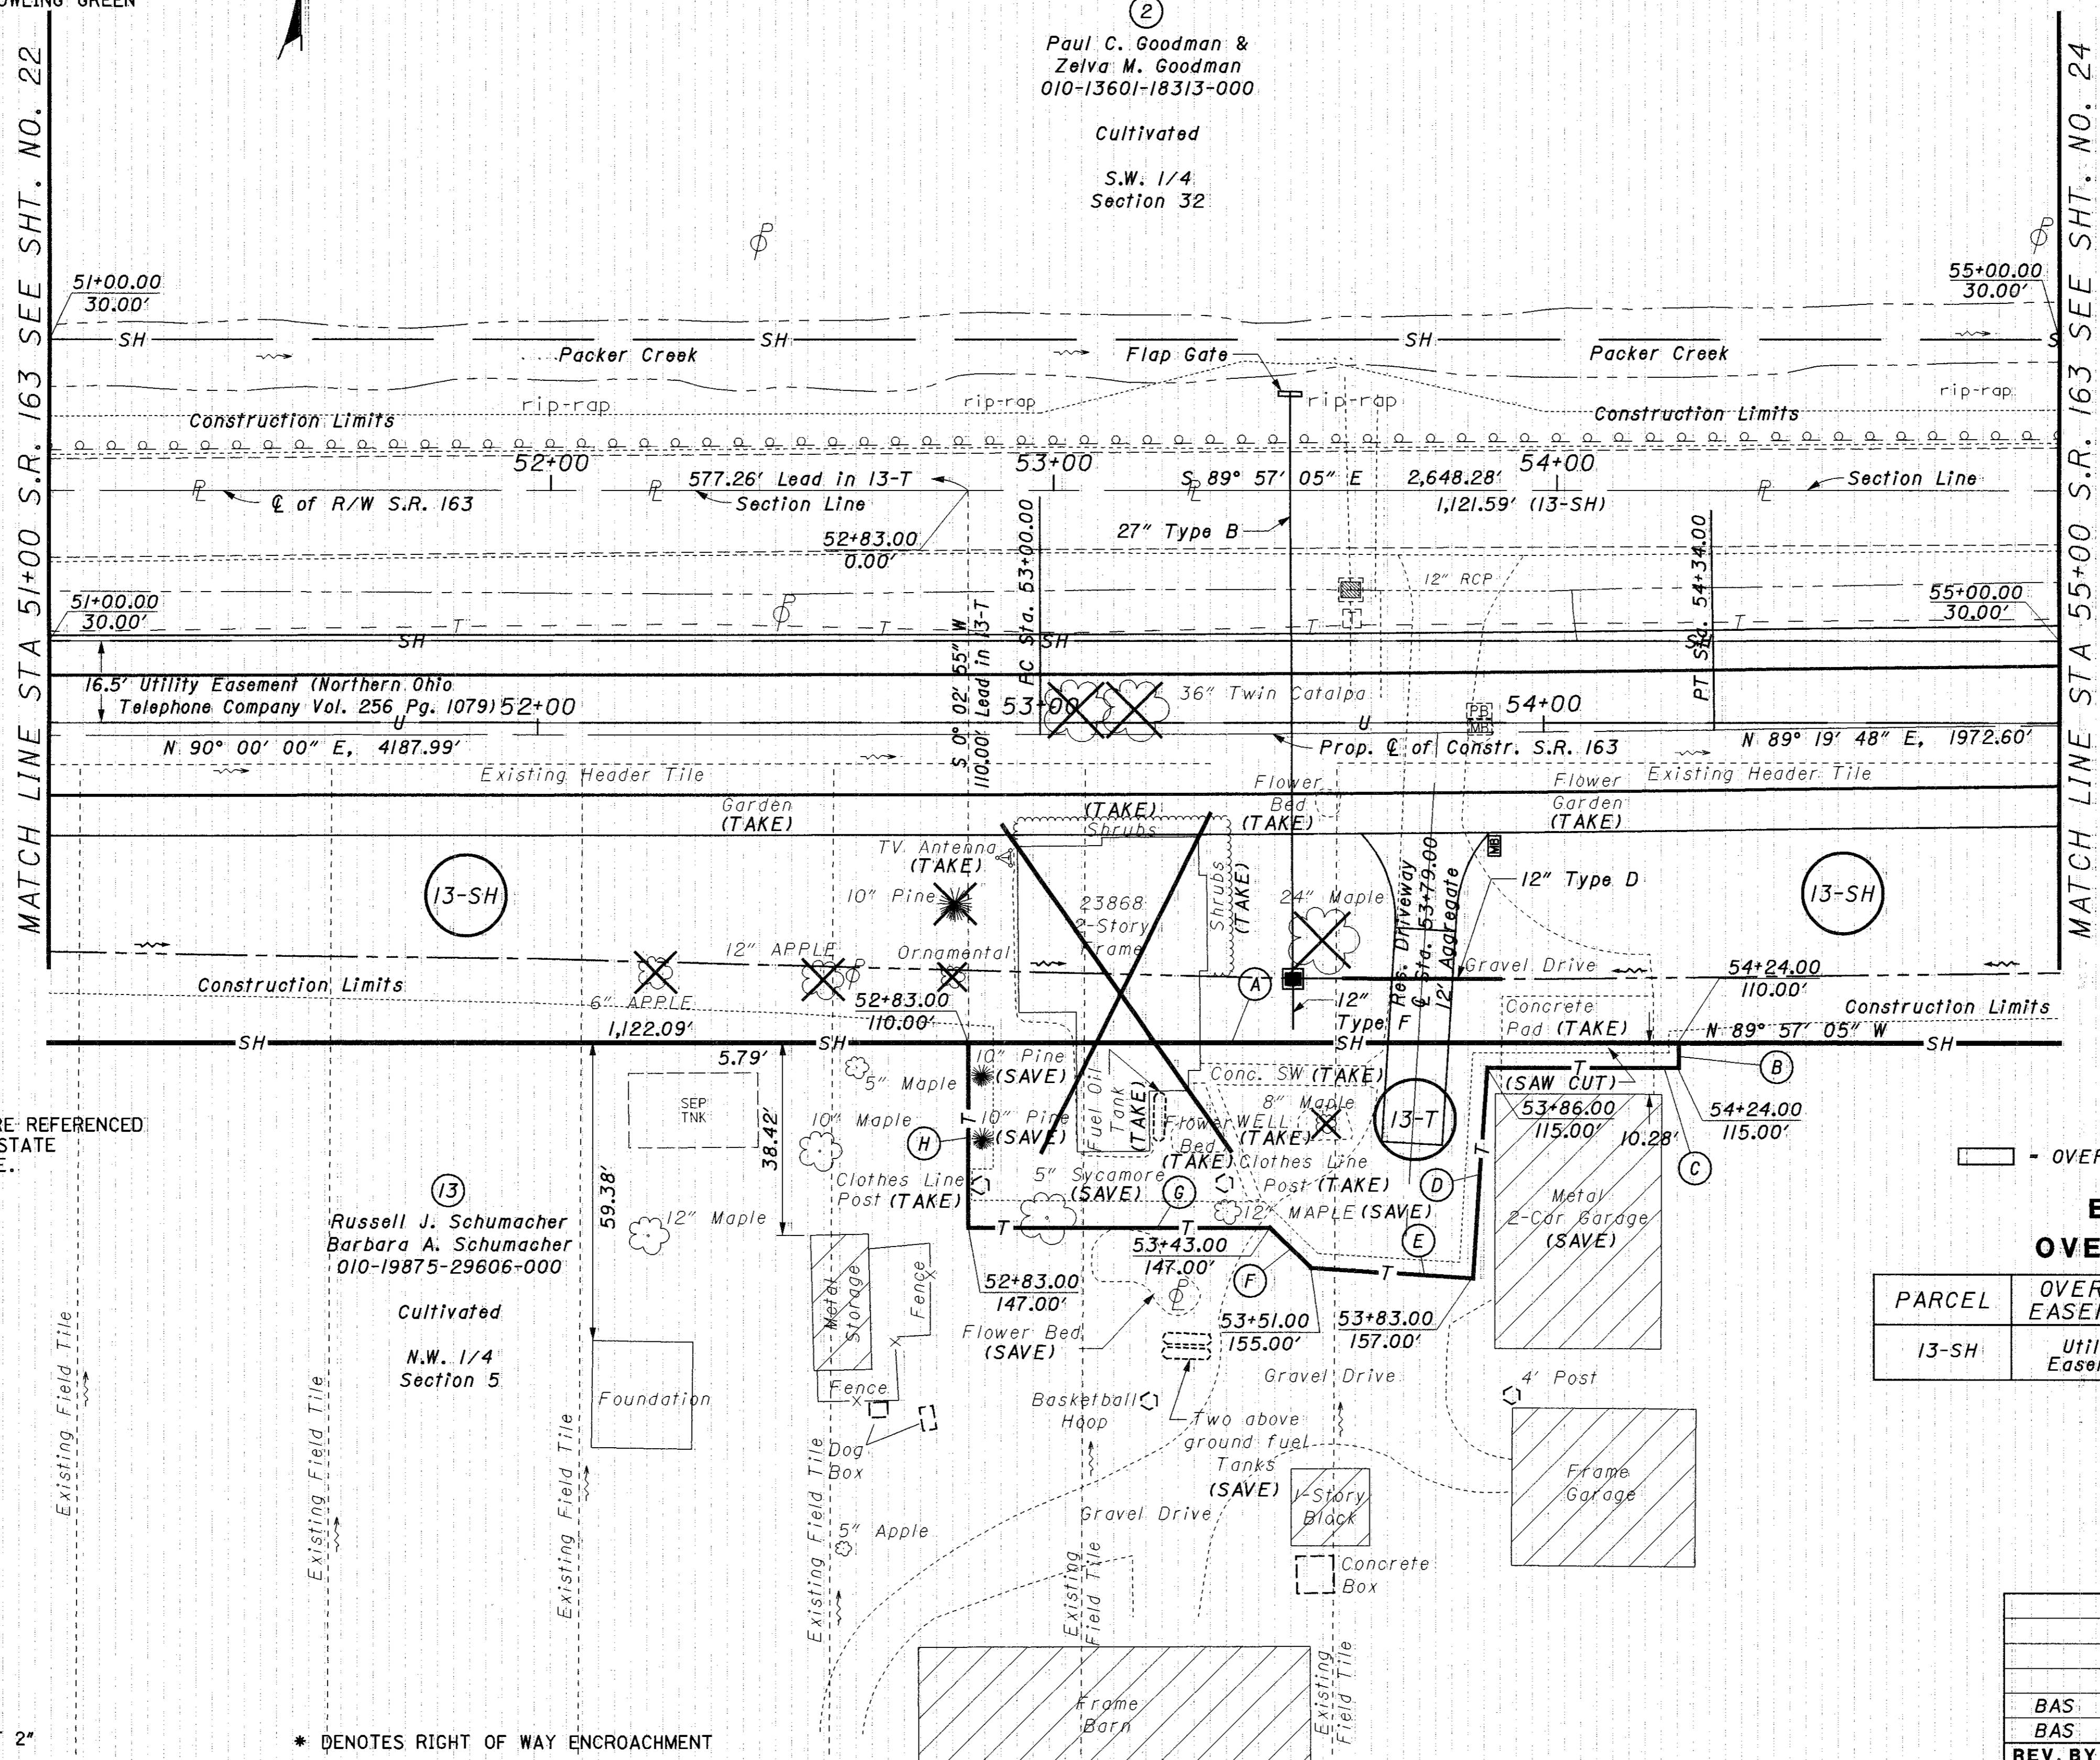 MATCH LINE STA 51+00 S.R. 163 SEE SHT. NO. 22
MATCH LINE STA 55+00 S.R. 163 SEE SHT. NO. 24
2
Paul C. Goodman &
Zelva M. Goodman
010-13601-18313-000
Cultivated
S.W. 1/4
Section 32
51+00.00
30.00'
55+00.00
30.00'
SH
SH
SH
Packer Creek
Flap Gate
Packer Creek
rip-rap
rip-rap
rip-rap
rip-rap
Construction Limits
Construction Limits
52+00
53+00
54+00
577.26' Lead in 13-T
S 89° 57' 05" E
2,648.28'
1,121.59' (13-SH)
Section Line
℄ of R/W S.R. 163
Section Line
52+83.00
0.00'
27" Type B
PC Sta. 53+00.00
PT Sta. 54+34.00
12" RCP
51+00.00
30.00'
55+00.00
30.00'
T
T
T
T
SH
SH
S 0° 02' 55" W
110.00' Lead in 13-T
16.5' Utility Easement (Northern Ohio
Telephone Company Vol. 256 Pg. 1079)
52+00
53+00
54+00
36" Twin Catalpa
PB
MB
U
U
N 90° 00' 00" E, 4187.99'
Prop. ℄ of Constr. S.R. 163
N 89° 19' 48" E, 1972.60'
Existing Header Tile
Existing Header Tile
Garden
(TAKE)
(TAKE)
Shrubs
Flower
Bed
(TAKE)
Flower
Garden
(TAKE)
TV Antenna
(TAKE)
MB
13-SH
13-SH
10" Pine
23868
2-Story
Frame
Shrubs
(TAKE)
24" Maple
12" Type D
Res. Driveway
℄ Sta. 53+79.00
12' Aggregate
12" APPLE
Ornamental
6" APPLE
Gravel Drive
A
Construction Limits
52+83.00
110.00'
12"
Type F
Concrete
Pad (TAKE)
54+24.00
110.00'
Construction Limits
1,122.09'
N 89° 57' 05" W
SH
SH
SH
SH
5.79'
38.42'
59.38'
SEP
TNK
5" Maple
10" Pine
(SAVE)
10" Maple
10" Pine
(SAVE)
H
Fuel Oil
Tank
(TAKE)
Conc. SW (TAKE)
8" Maple
Flower
Bed
(TAKE)
WELL
(TAKE)
13-T
T
(SAW CUT)
53+86.00
115.00'
10.28'
54+24.00
115.00'
B
C
D
E
F
G
T
T
T
T
T
Clothes Line
Post (TAKE)
5" Sycamore
(SAVE)
Clothes Line
Post (TAKE)
12" MAPLE (SAVE)
12" Maple
Metal
2-Car Garage
(SAVE)
13
Russell J. Schumacher
Barbara A. Schumacher
010-19875-29606-000
Cultivated
N.W. 1/4
Section 5
Metal
Storage
Fence
Fence
52+83.00
147.00'
53+43.00
147.00'
53+51.00
155.00'
53+83.00
157.00'
Flower Bed
(SAVE)
Foundation
Dog
Box
Basketball
Hoop
Two above
ground fuel
Tanks
(SAVE)
Gravel Drive
4' Post
Frame
Garage
1-Story
Block
Gravel Drive
5" Apple
Concrete
Box
Frame
Barn
Existing Field Tile
Existing Field Tile
Existing Field Tile
Existing Field Tile
Existing
Field Tile
Existing
Field Tile
RE REFERENCED
STATE
E.
- OVER
E
OVE
PARCEL
OVER
EASE
13-SH
Util
Ease
* DENOTES RIGHT OF WAY ENCROACHMENT
2"
BAS
BAS
REV. BY